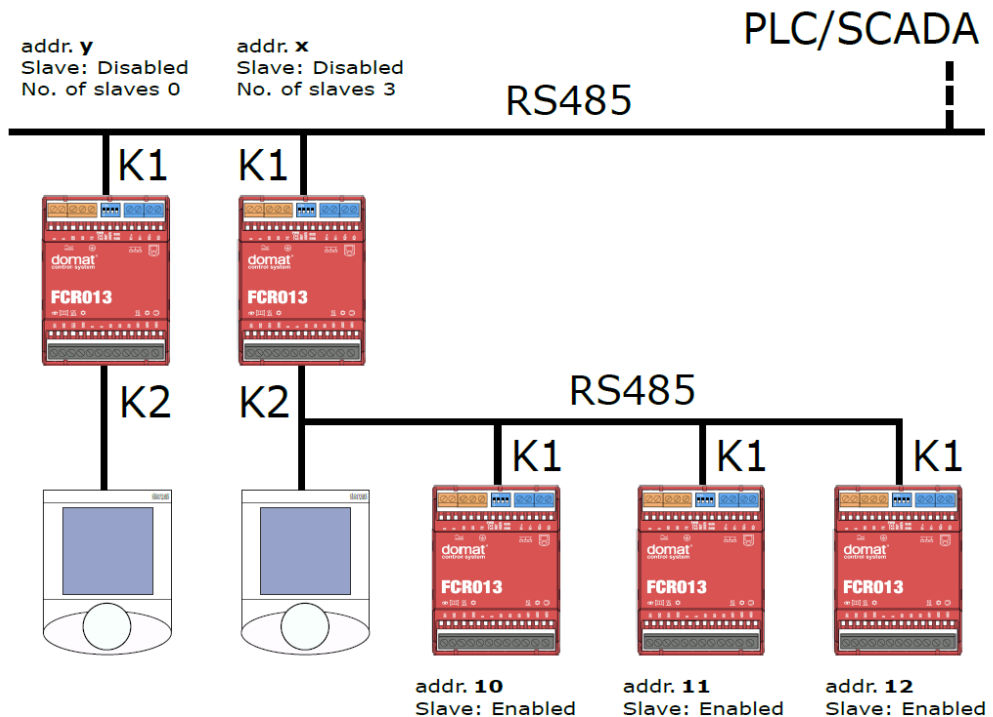 PLC/SCADA
addr. y
Slave: Disabled
No. of slaves 0
addr. x
Slave: Disabled
No. of slaves 3
RS485
K1
K1
domat
control system
FCR013
domat
control system
FCR013
K2
K2
RS485
K1
K1
K1
domat
control system
FCR013
domat
control system
FCR013
domat
control system
FCR013
addr. 10
Slave: Enabled
addr. 11
Slave: Enabled
addr. 12
Slave: Enabled